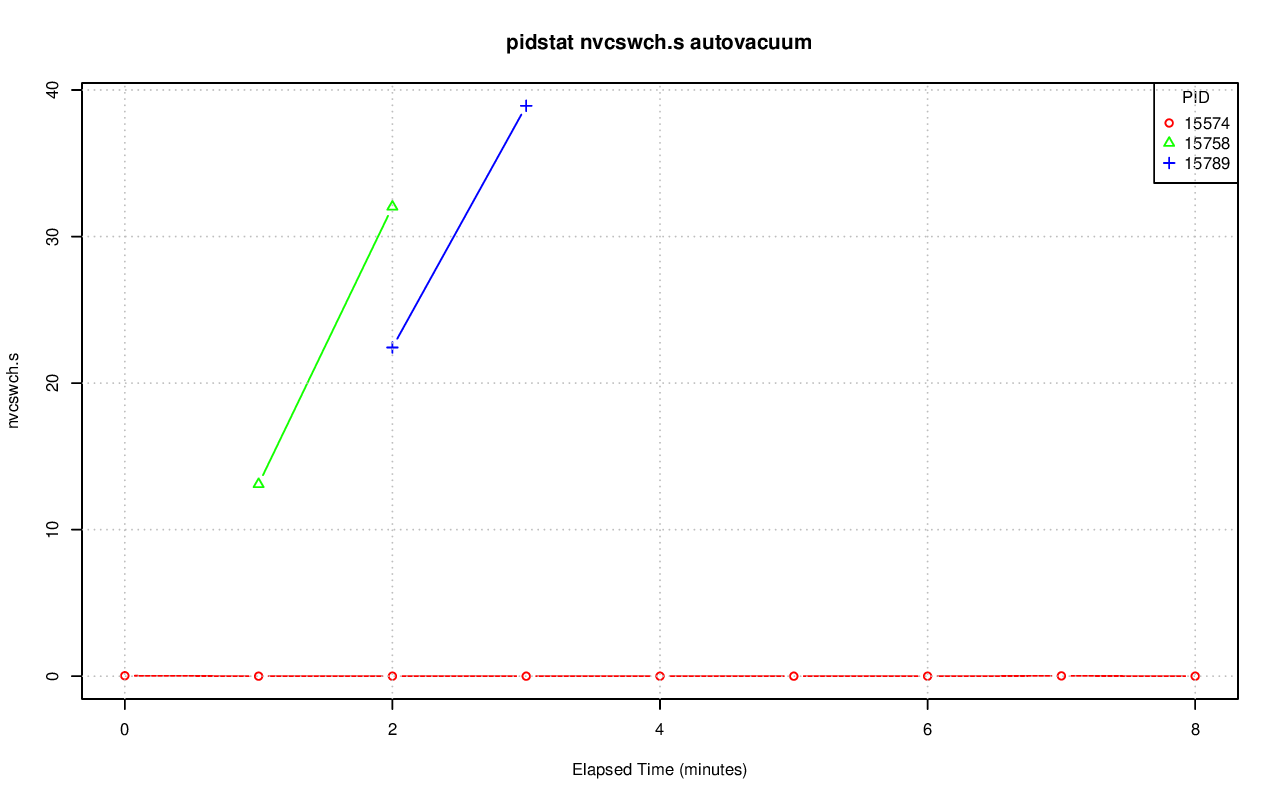 pidstat nvcswch.s autovacuum
PID
15574
15758
15789
40
30
20
10
0
nvcswch.s
0 2 4 6 8
Elapsed Time (minutes)